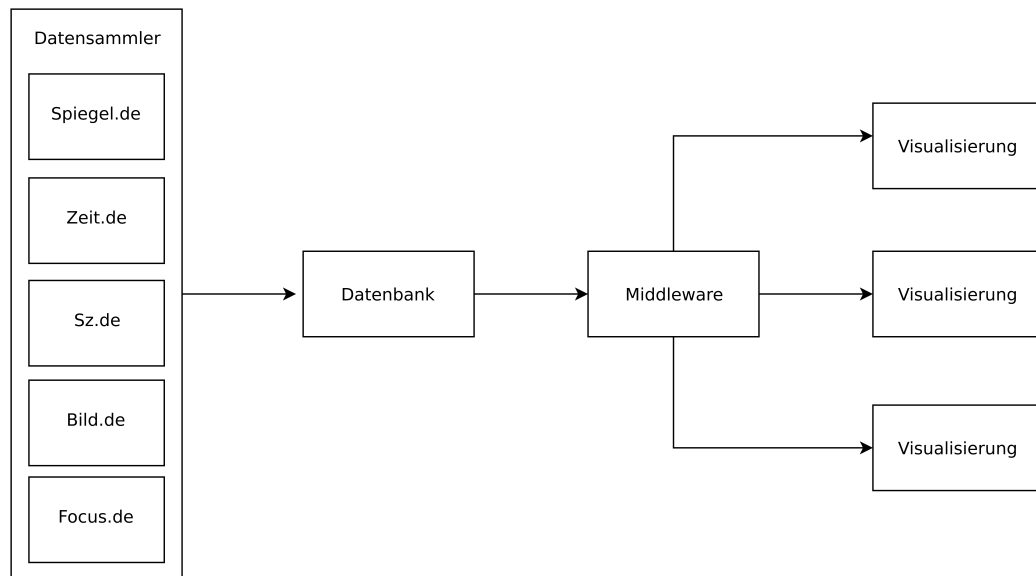 Datensammler
Spiegel.de
Zeit.de
Sz.de
Bild.de
Focus.de
Datenbank
Middleware
Visualisierung
Visualisierung
Visualisierung